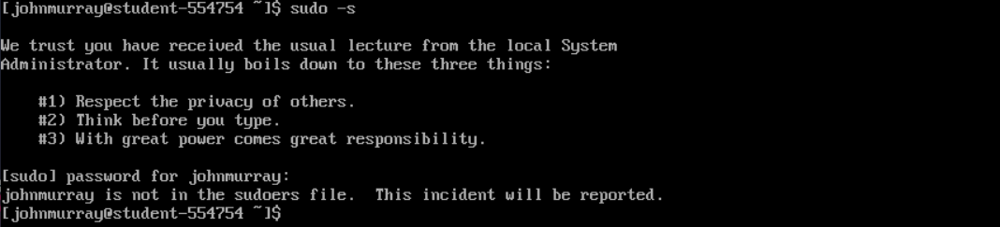 [johnmurray@student-554754 ~]$ sudo -s
We trust you have received the usual lecture from the local System
Administrator. It usually boils down to these three things:
#1) Respect the privacy of others.
#2) Think before you type.
#3) With great power comes great responsibility.
[sudo] password for johnmurray:
johnmurray is not in the sudoers file.  This incident will be reported.
[johnmurray@student-554754 ~]$